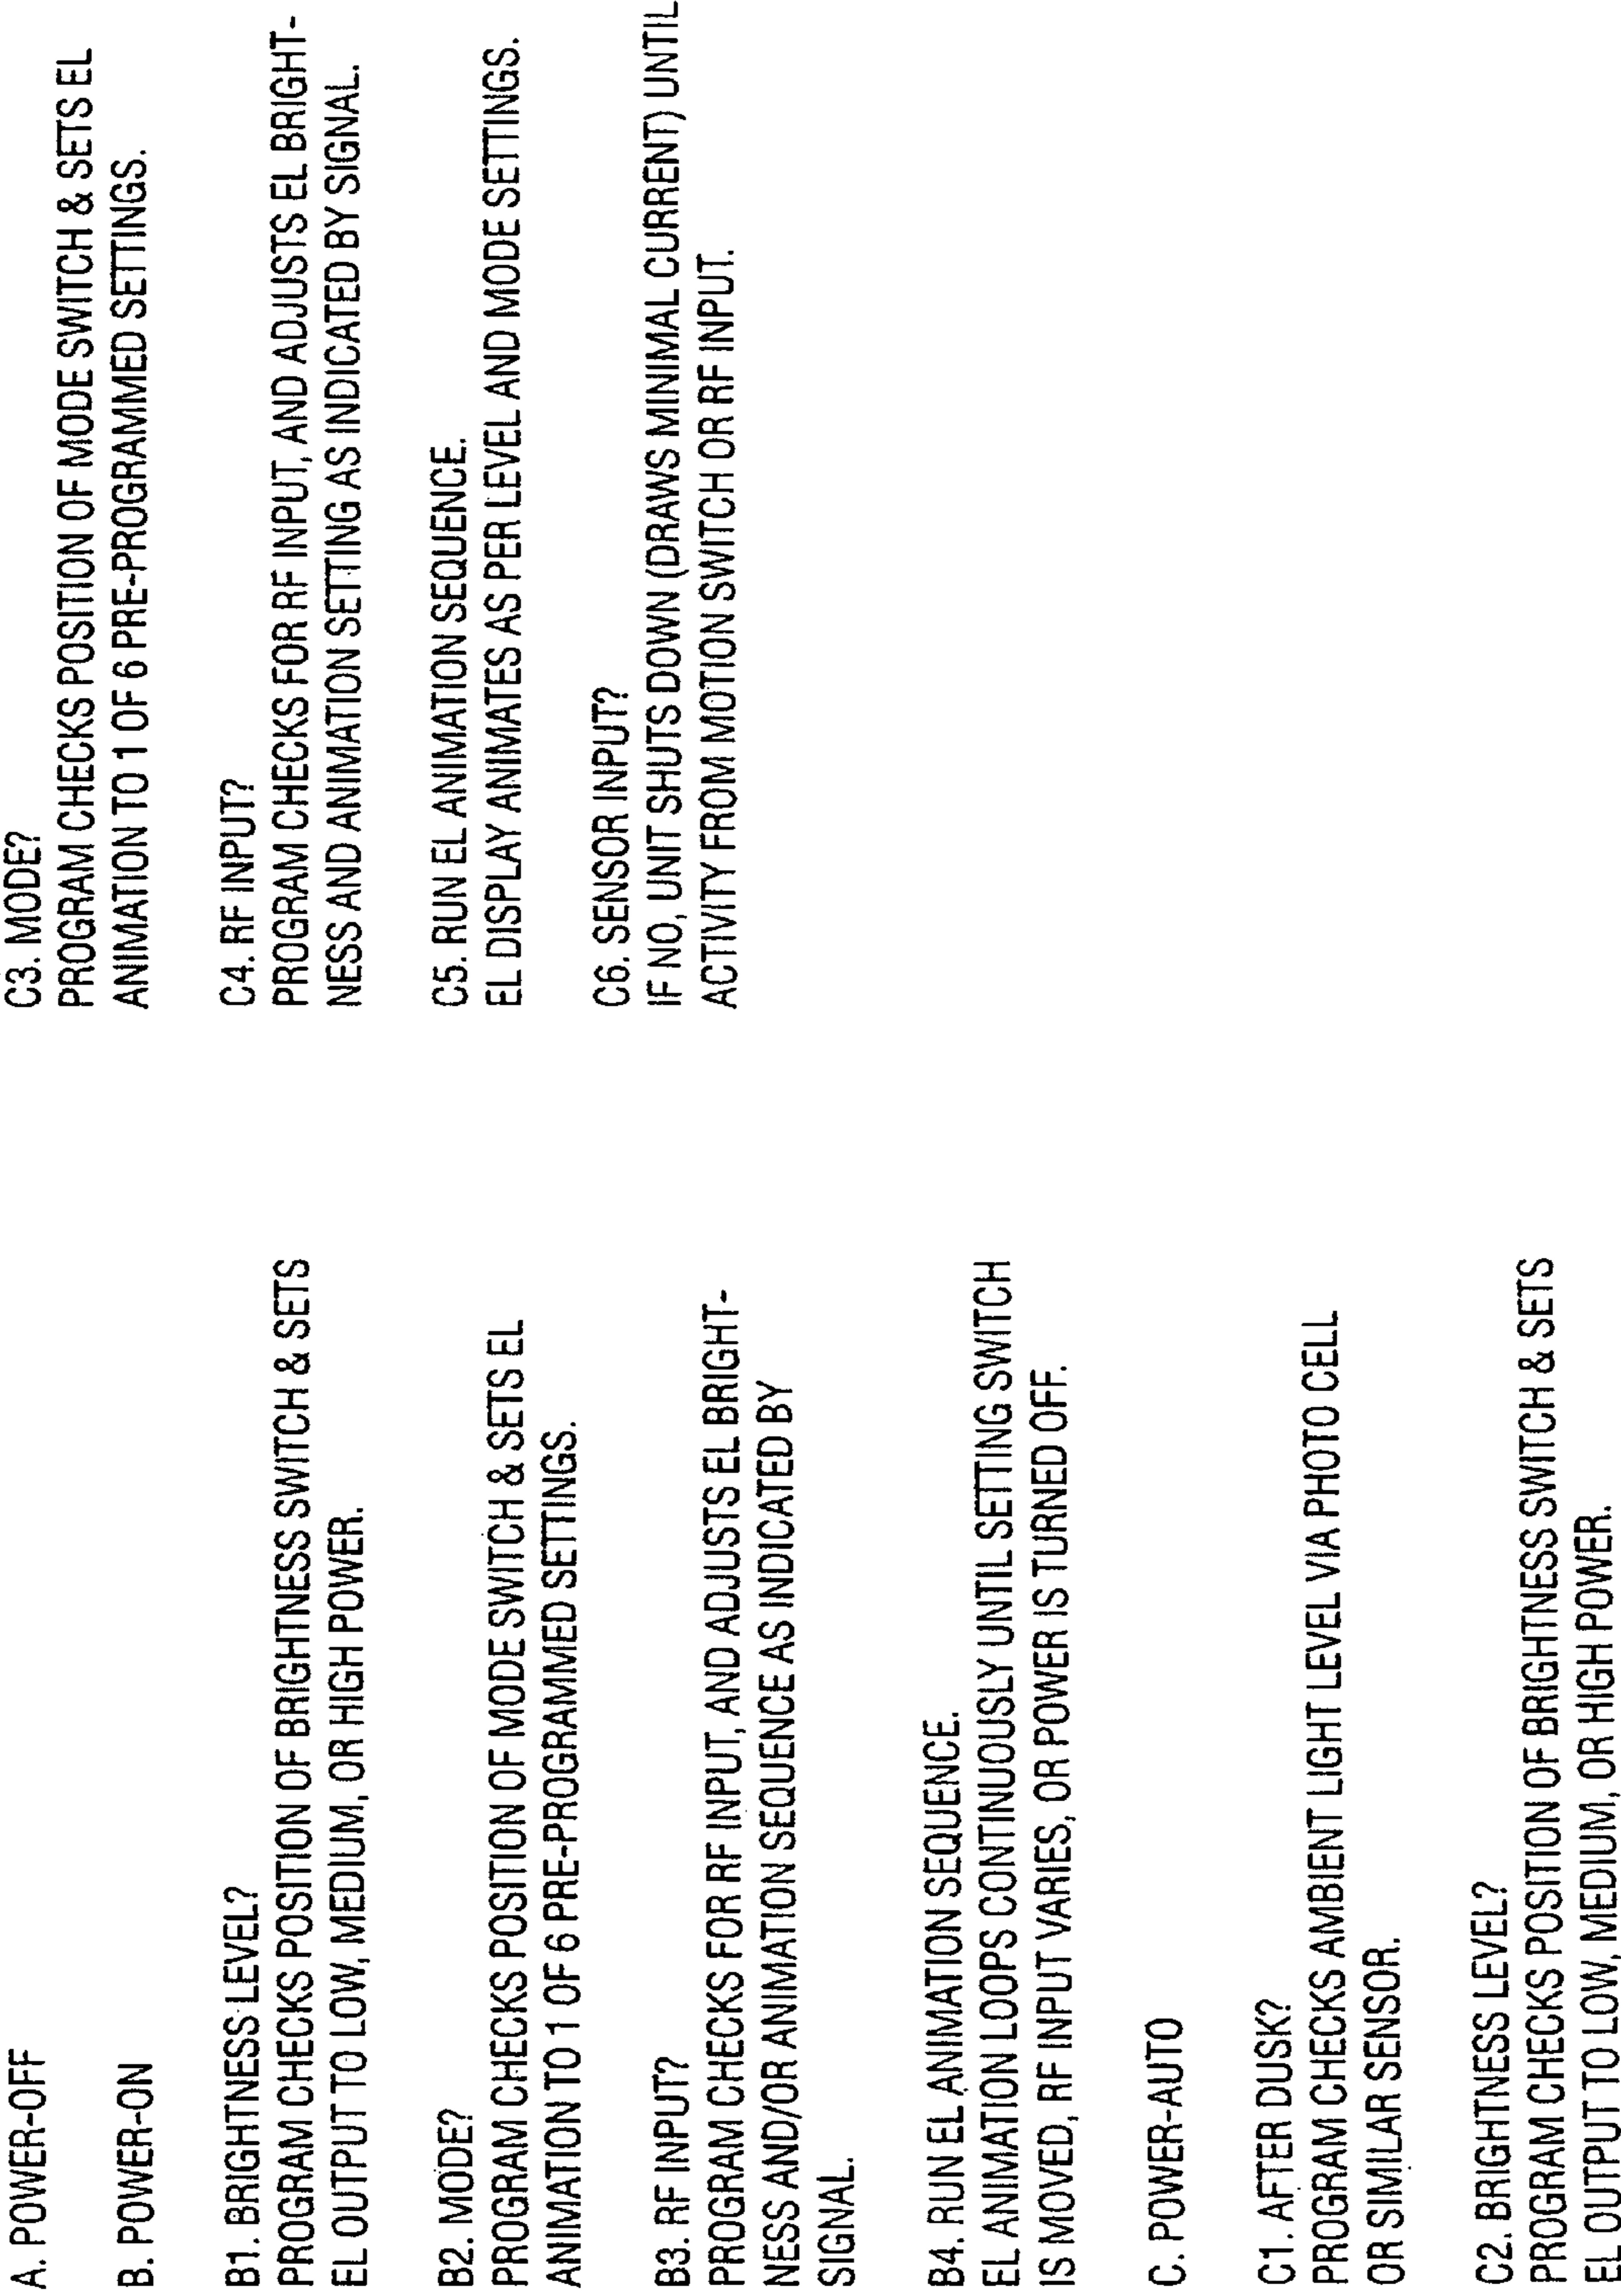 A. POWER-OFF
B. POWER-ON
B1. BRIGHTNESS LEVEL?
PROGRAM CHECKS POSITION OF BRIGHTNESS SWITCH & SETS
EL OUTPUT TO LOW, MEDIUM, OR HIGH POWER.
B2. MODE?
PROGRAM CHECKS POSITION OF MODE SWITCH & SETS EL
ANIMATION TO 1 OF 6 PRE-PROGRAMMED SETTINGS.
B3. RF INPUT?
PROGRAM CHECKS FOR RF INPUT, AND ADJUSTS EL BRIGHT-
NESS AND/OR ANIMATION SEQUENCE AS INDICATED BY
SIGNAL.
B4. RUN EL ANIMATION SEQUENCE.
EL ANIMATION LOOPS CONTINUOUSLY UNTIL SETTING SWITCH
IS MOVED, RF INPUT VARIES, OR POWER IS TURNED OFF.
C. POWER-AUTO
C1. AFTER DUSK?
PROGRAM CHECKS AMBIENT LIGHT LEVEL VIA PHOTO CELL
OR SIMILAR SENSOR.
C2. BRIGHTNESS LEVEL?
PROGRAM CHECKS POSITION OF BRIGHTNESS SWITCH & SETS
EL OUTPUT TO LOW, MEDIUM, OR HIGH POWER.
C3. MODE?
PROGRAM CHECKS POSITION OF MODE SWITCH & SETS EL
ANIMATION TO 1 OF 6 PRE-PROGRAMMED SETTINGS.
C4. RF INPUT?
PROGRAM CHECKS FOR RF INPUT, AND ADJUSTS EL BRIGHT-
NESS AND ANIMATION SETTING AS INDICATED BY SIGNAL.
C5. RUN EL ANIMATION SEQUENCE.
EL DISPLAY ANIMATES AS PER LEVEL AND MODE SETTINGS.
C6. SENSOR INPUT?
IF NO, UNIT SHUTS DOWN (DRAWS MINIMAL CURRENT) UNTIL
ACTIVITY FROM MOTION SWITCH OR RF INPUT.